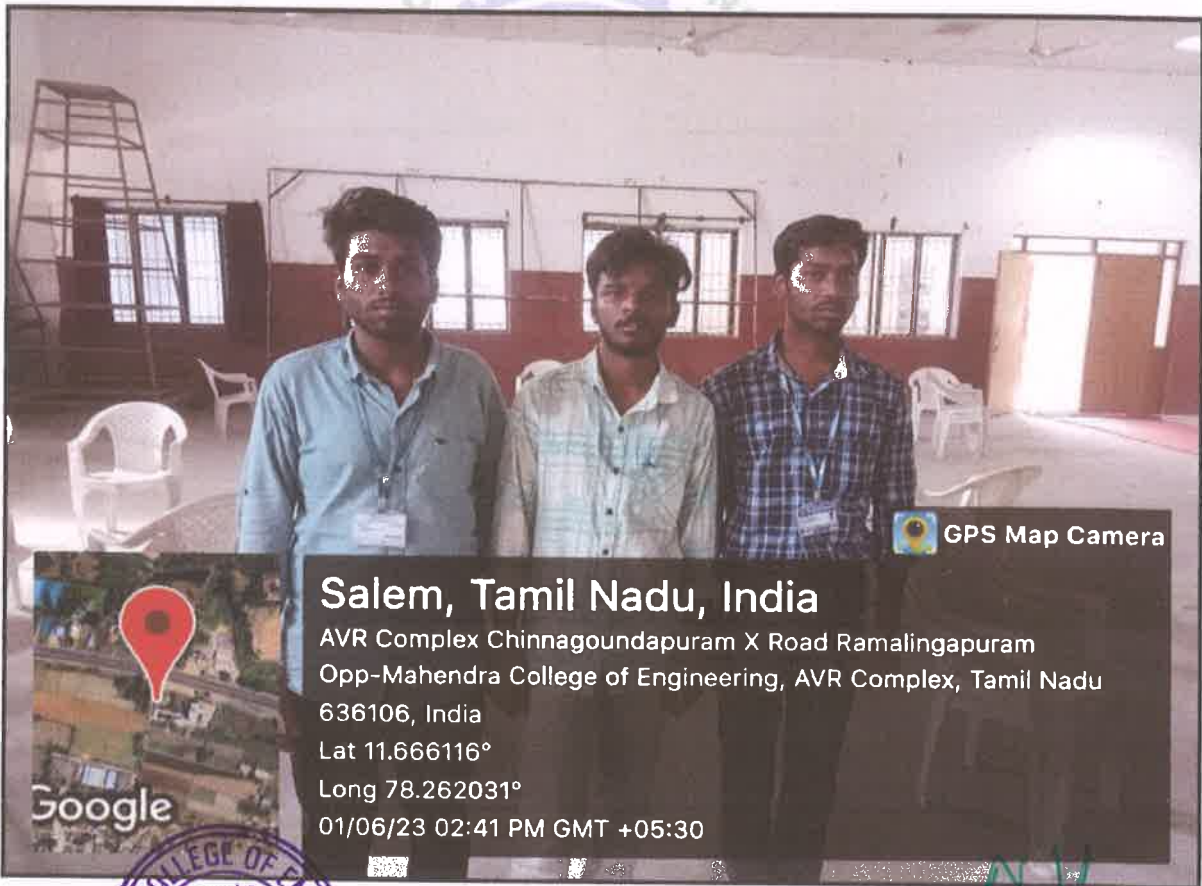 GPS Map Camera
Salem, Tamil Nadu, India
AVR Complex Chinnagoundapuram X Road Ramalingapuram
Opp-Mahendra College of Engineering, AVR Complex, Tamil Nadu
636106, India
Lat 11.666116°
Long 78.262031°
01/06/23 02:41 PM GMT +05:30
Google
COLLEGE OF